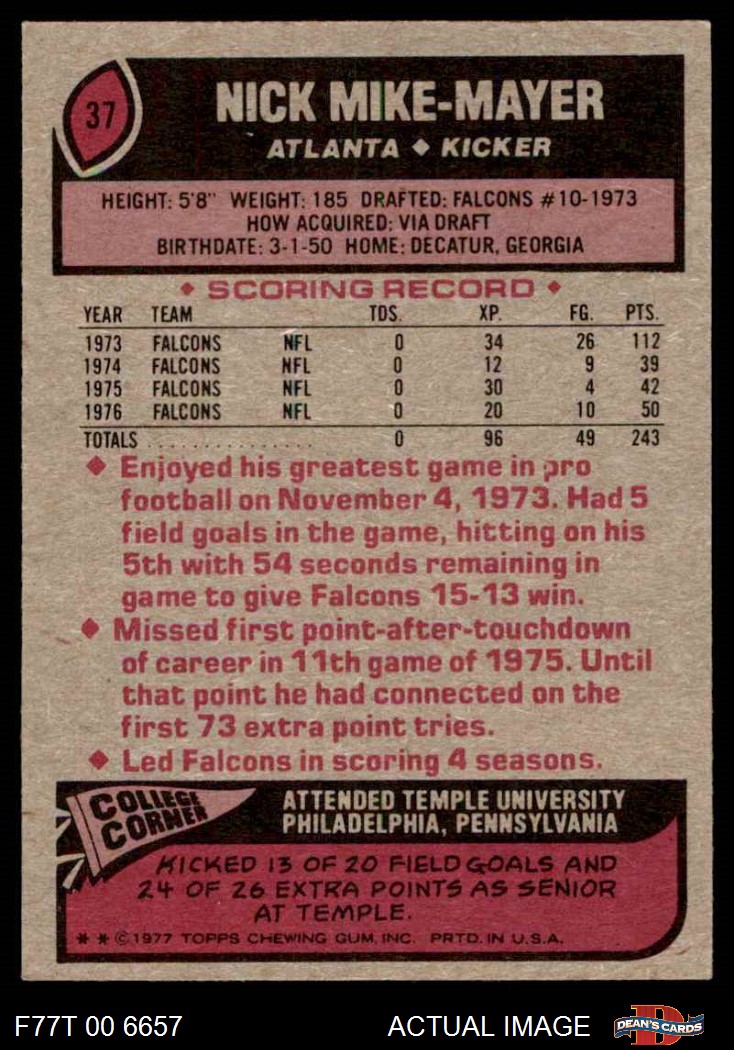 37
NICK MIKE-MAYER
ATLANTA ◆ KICKER
HEIGHT: 5'8" WEIGHT: 185 DRAFTED: FALCONS #10-1973
HOW ACQUIRED: VIA DRAFT
BIRTHDATE: 3-1-50 HOME: DECATUR, GEORGIA
◆ SCORING RECORD ◆
YEAR TEAM TDS. XP. FG. PTS.
1973 FALCONS NFL 0 34 26 112
1974 FALCONS NFL 0 12 9 39
1975 FALCONS NFL 0 30 4 42
1976 FALCONS NFL 0 20 10 50
TOTALS . . . . . . . . . . . . . . . 0 96 49 243
◆ Enjoyed his greatest game in pro
football on November 4, 1973. Had 5
field goals in the game, hitting on his
5th with 54 seconds remaining in
game to give Falcons 15-13 win.
◆ Missed first point-after-touchdown
of career in 11th game of 1975. Until
that point he had connected on the
first 73 extra point tries.
◆ Led Falcons in scoring 4 seasons.
COLLEGE
CORNER
ATTENDED TEMPLE UNIVERSITY
PHILADELPHIA, PENNSYLVANIA
KICKED 13 OF 20 FIELD GOALS AND
24 OF 26 EXTRA POINTS AS SENIOR
AT TEMPLE.
* * © 1977 TOPPS CHEWING GUM, INC. PRTD. IN U.S.A.
F77T 00 6657 ACTUAL IMAGE
DEAN'S CARDS